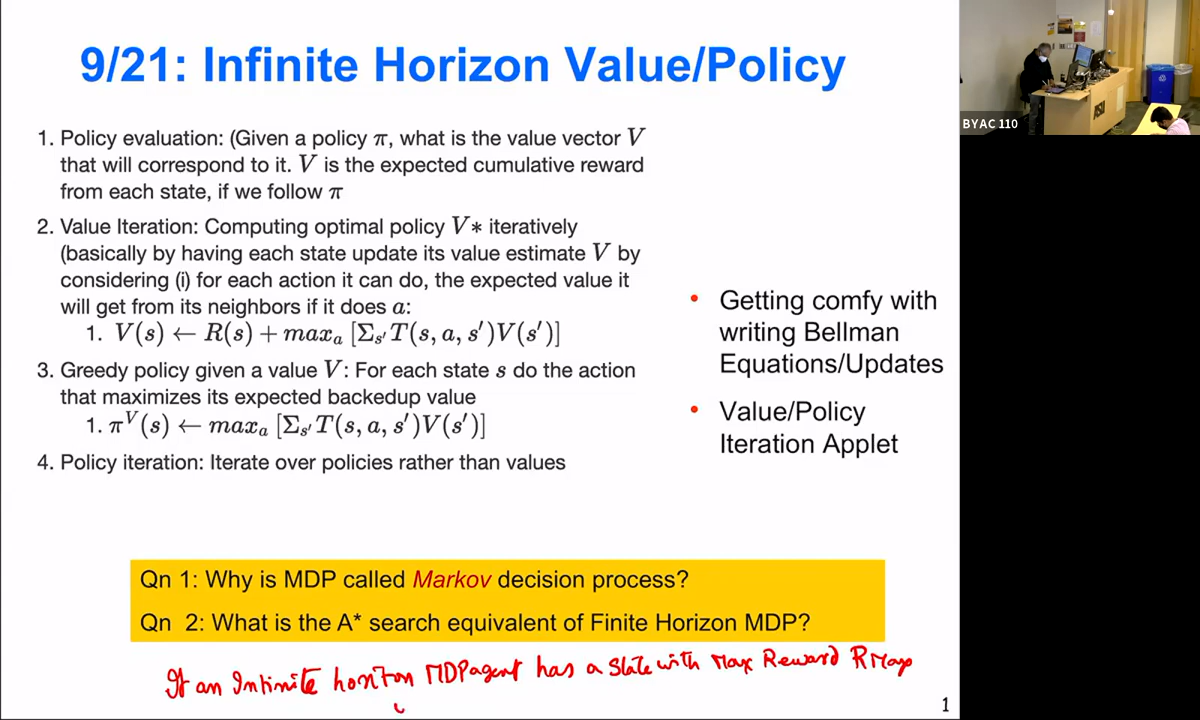 9/21: Infinite Horizon Value/Policy
1. Policy evaluation: (Given a policy π, what is the value vector V
that will correspond to it. V is the expected cumulative reward
from each state, if we follow π
2. Value Iteration: Computing optimal policy V* iteratively
(basically by having each state update its value estimate V by
considering (i) for each action it can do, the expected value it
will get from its neighbors if it does a:
1. V(s) ← R(s) + max_a [Σ_s' T(s, a, s')V(s')]
3. Greedy policy given a value V: For each state s do the action
that maximizes its expected backedup value
1. π^V(s) ← max_a [Σ_s' T(s, a, s')V(s')]
4. Policy iteration: Iterate over policies rather than values
• Getting comfy with
writing Bellman
Equations/Updates
• Value/Policy
Iteration Applet
Qn 1: Why is MDP called Markov decision process?
Qn 2: What is the A* search equivalent of Finite Horizon MDP?
If an Infinite horizon MDP agent has a state with Max Reward RMax
1
BYAC 110
ASU